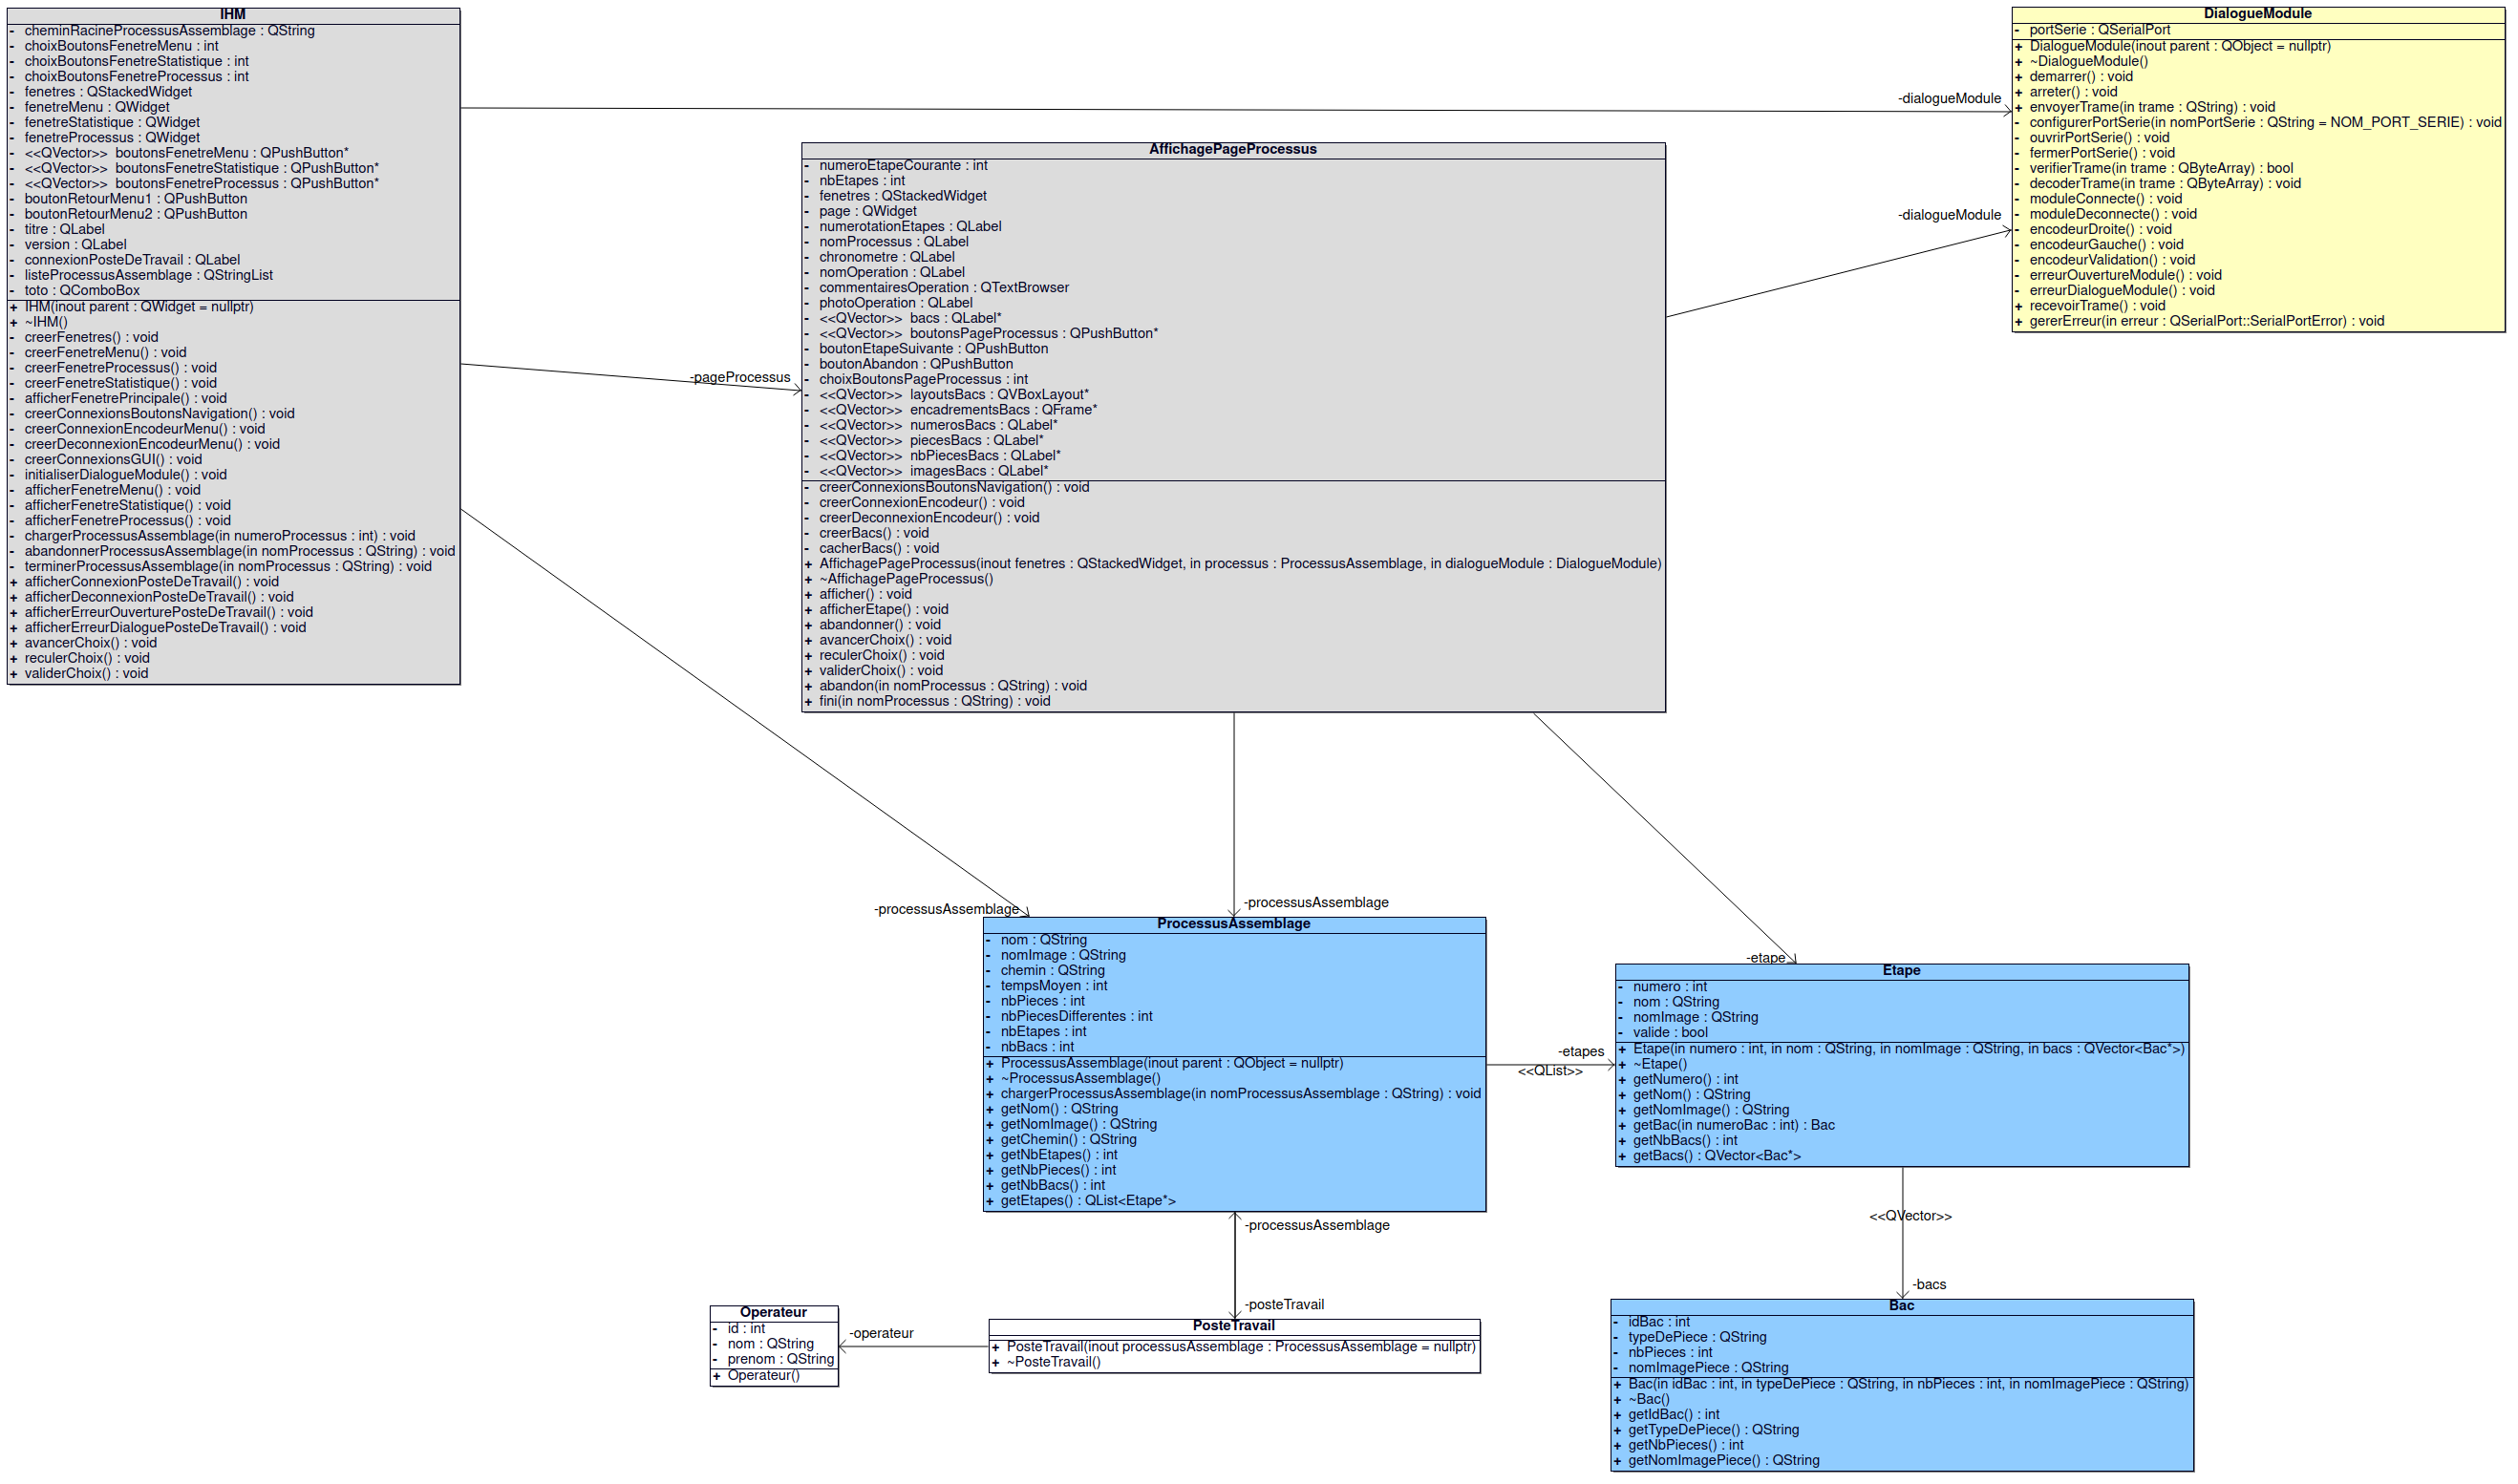 IHM
- cheminRacineProcessusAssemblage : QString
- choixBoutonsFenetreMenu : int
- choixBoutonsFenetreStatistique : int
- choixBoutonsFenetreProcessus : int
- fenetres : QStackedWidget
- fenetreMenu : QWidget
- fenetreStatistique : QWidget
- fenetreProcessus : QWidget
- <<QVector>> boutonsFenetreMenu : QPushButton*
- <<QVector>> boutonsFenetreStatistique : QPushButton*
- <<QVector>> boutonsFenetreProcessus : QPushButton*
- boutonRetourMenu1 : QPushButton
- boutonRetourMenu2 : QPushButton
- titre : QLabel
- version : QLabel
- connexionPosteDeTravail : QLabel
- listeProcessusAssemblage : QStringList
- toto : QComboBox
+ IHM(inout parent : QWidget = nullptr)
+ ~IHM()
- creerFenetres() : void
- creerFenetreMenu() : void
- creerFenetreProcessus() : void
- creerFenetreStatistique() : void
- afficherFenetrePrincipale() : void
- creerConnexionsBoutonsNavigation() : void
- creerConnexionEncodeurMenu() : void
- creerDeconnexionEncodeurMenu() : void
- creerConnexionsGUI() : void
- initialiserDialogueModule() : void
- afficherFenetreMenu() : void
- afficherFenetreStatistique() : void
- afficherFenetreProcessus() : void
- chargerProcessusAssemblage(in numeroProcessus : int) : void
- abandonnerProcessusAssemblage(in nomProcessus : QString) : void
- terminerProcessusAssemblage(in nomProcessus : QString) : void
+ afficherConnexionPosteDeTravail() : void
+ afficherDeconnexionPosteDeTravail() : void
+ afficherErreurOuverturePosteDeTravail() : void
+ afficherErreurDialoguePosteDeTravail() : void
+ avancerChoix() : void
+ reculerChoix() : void
+ validerChoix() : void
-dialogueModule
-pageProcessus
-processusAssemblage
AffichagePageProcessus
- numeroEtapeCourante : int
- nbEtapes : int
- fenetres : QStackedWidget
- page : QWidget
- numerotationEtapes : QLabel
- nomProcessus : QLabel
- chronometre : QLabel
- nomOperation : QLabel
- commentairesOperation : QTextBrowser
- photoOperation : QLabel
- <<QVector>> bacs : QLabel*
- <<QVector>> boutonsPageProcessus : QPushButton*
- boutonEtapeSuivante : QPushButton
- boutonAbandon : QPushButton
- choixBoutonsPageProcessus : int
- <<QVector>> layoutsBacs : QVBoxLayout*
- <<QVector>> encadrementsBacs : QFrame*
- <<QVector>> numerosBacs : QLabel*
- <<QVector>> piecesBacs : QLabel*
- <<QVector>> nbPiecesBacs : QLabel*
- <<QVector>> imagesBacs : QLabel*
- creerConnexionsBoutonsNavigation() : void
- creerConnexionEncodeur() : void
- creerDeconnexionEncodeur() : void
- creerBacs() : void
- cacherBacs() : void
+ AffichagePageProcessus(inout fenetres : QStackedWidget, in processus : ProcessusAssemblage, in dialogueModule : DialogueModule)
+ ~AffichagePageProcessus()
+ afficher() : void
+ afficherEtape() : void
+ abandonner() : void
+ avancerChoix() : void
+ reculerChoix() : void
+ validerChoix() : void
+ abandon(in nomProcessus : QString) : void
+ fini(in nomProcessus : QString) : void
-dialogueModule
-processusAssemblage
-etape
DialogueModule
- portSerie : QSerialPort
+ DialogueModule(inout parent : QObject = nullptr)
+ ~DialogueModule()
+ demarrer() : void
+ arreter() : void
+ envoyerTrame(in trame : QString) : void
- configurerPortSerie(in nomPortSerie : QString = NOM_PORT_SERIE) : void
- ouvrirPortSerie() : void
- fermerPortSerie() : void
- verifierTrame(in trame : QByteArray) : bool
- decoderTrame(in trame : QByteArray) : void
- moduleConnecte() : void
- moduleDeconnecte() : void
- encodeurDroite() : void
- encodeurGauche() : void
- encodeurValidation() : void
- erreurOuvertureModule() : void
- erreurDialogueModule() : void
+ recevoirTrame() : void
+ gererErreur(in erreur : QSerialPort::SerialPortError) : void
ProcessusAssemblage
- nom : QString
- nomImage : QString
- chemin : QString
- tempsMoyen : int
- nbPieces : int
- nbPiecesDifferentes : int
- nbEtapes : int
- nbBacs : int
+ ProcessusAssemblage(inout parent : QObject = nullptr)
+ ~ProcessusAssemblage()
+ chargerProcessusAssemblage(in nomProcessusAssemblage : QString) : void
+ getNom() : QString
+ getNomImage() : QString
+ getChemin() : QString
+ getNbEtapes() : int
+ getNbPieces() : int
+ getNbBacs() : int
+ getEtapes() : QList<Etape*>
-etapes
<<QList>>
Etape
- numero : int
- nom : QString
- nomImage : QString
- valide : bool
+ Etape(in numero : int, in nom : QString, in nomImage : QString, in bacs : QVector<Bac*>)
+ ~Etape()
+ getNumero() : int
+ getNom() : QString
+ getNomImage() : QString
+ getBac(in numeroBac : int) : Bac
+ getNbBacs() : int
+ getBacs() : QVector<Bac*>
<<QVector>>
-bacs
-processusAssemblage
-posteTravail
Operateur
- id : int
- nom : QString
- prenom : QString
+ Operateur()
-operateur
PosteTravail
+ PosteTravail(inout processusAssemblage : ProcessusAssemblage = nullptr)
+ ~PosteTravail()
Bac
- idBac : int
- typeDePiece : QString
- nbPieces : int
- nomImagePiece : QString
+ Bac(in idBac : int, in typeDePiece : QString, in nbPieces : int, in nomImagePiece : QString)
+ ~Bac()
+ getIdBac() : int
+ getTypeDePiece() : QString
+ getNbPieces() : int
+ getNomImagePiece() : QString